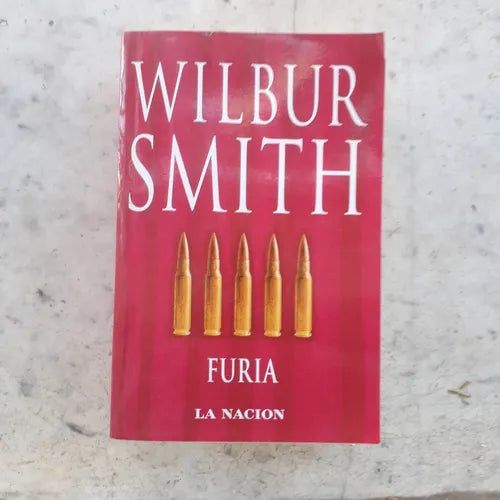 WILBUR
SMITH
FURIA
LA NACION